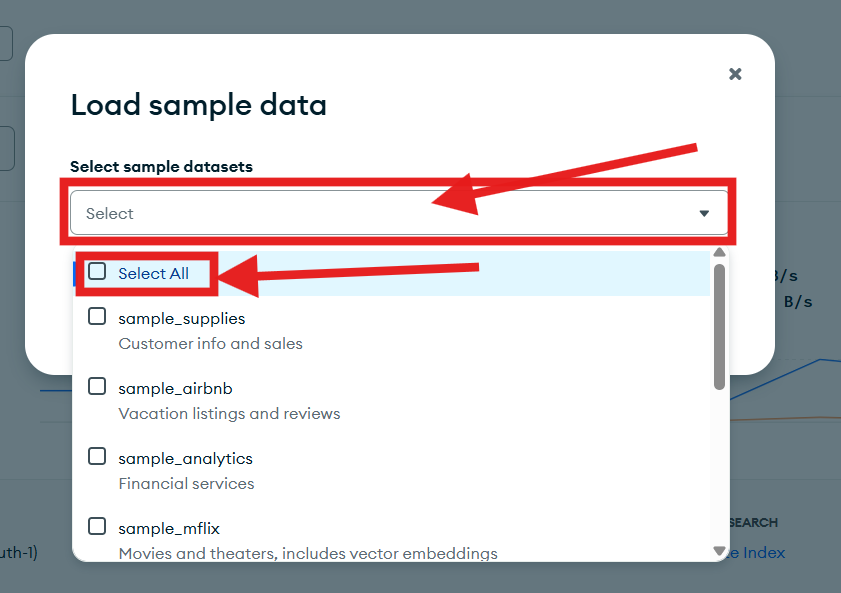 Load sample data
Select sample datasets
Select
Select All
sample_supplies
Customer info and sales
sample_airbnb
Vacation listings and reviews
sample_analytics
Financial services
sample_mflix
Movies and theaters, includes vector embeddings
B/s
B/s
SEARCH
Index
uth-1)